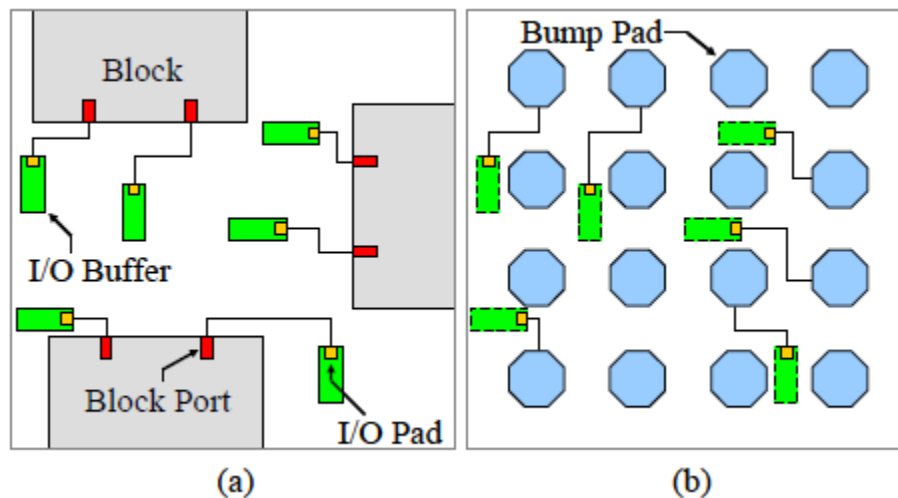 Block
I/O Buffer
Block Port
I/O Pad
(a)
Bump Pad
(b)